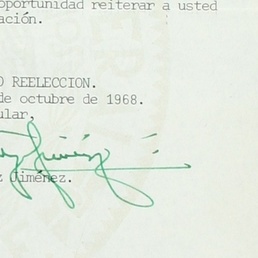 oportunidad reiterar a usted
ación.
O REELECCION.
de octubre de 1968.
ular,
z Jiménez.